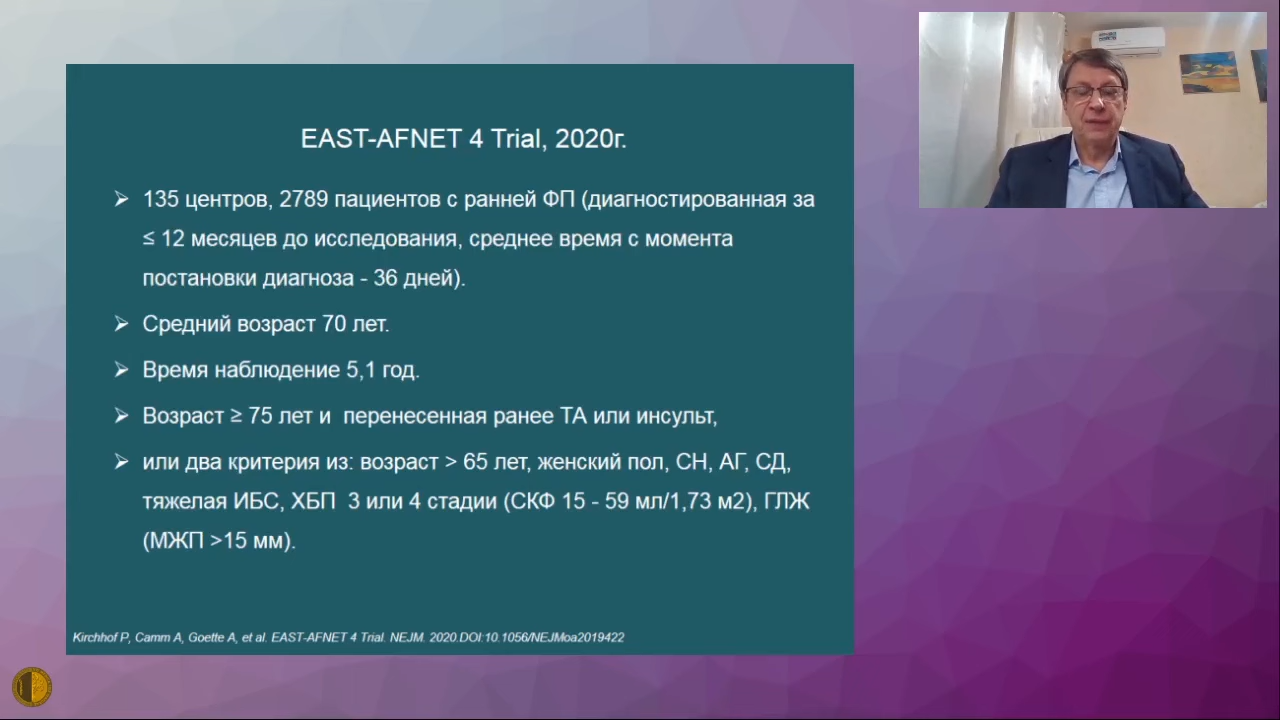 EAST-AFNET 4 Trial, 2020г.
➢ 135 центров, 2789 пациентов с ранней ФП (диагностированная за
≤ 12 месяцев до исследования, среднее время с момента
постановки диагноза - 36 дней).
➢ Средний возраст 70 лет.
➢ Время наблюдение 5,1 год.
➢ Возраст ≥ 75 лет и перенесенная ранее ТА или инсульт,
➢ или два критерия из: возраст > 65 лет, женский пол, СН, АГ, СД,
тяжелая ИБС, ХБП 3 или 4 стадии (СКФ 15 - 59 мл/1,73 м2), ГЛЖ
(МЖП >15 мм).
Kirchhof P, Camm A, Goette A, et al. EAST-AFNET 4 Trial. NEJM. 2020.DOI:10.1056/NEJMoa2019422